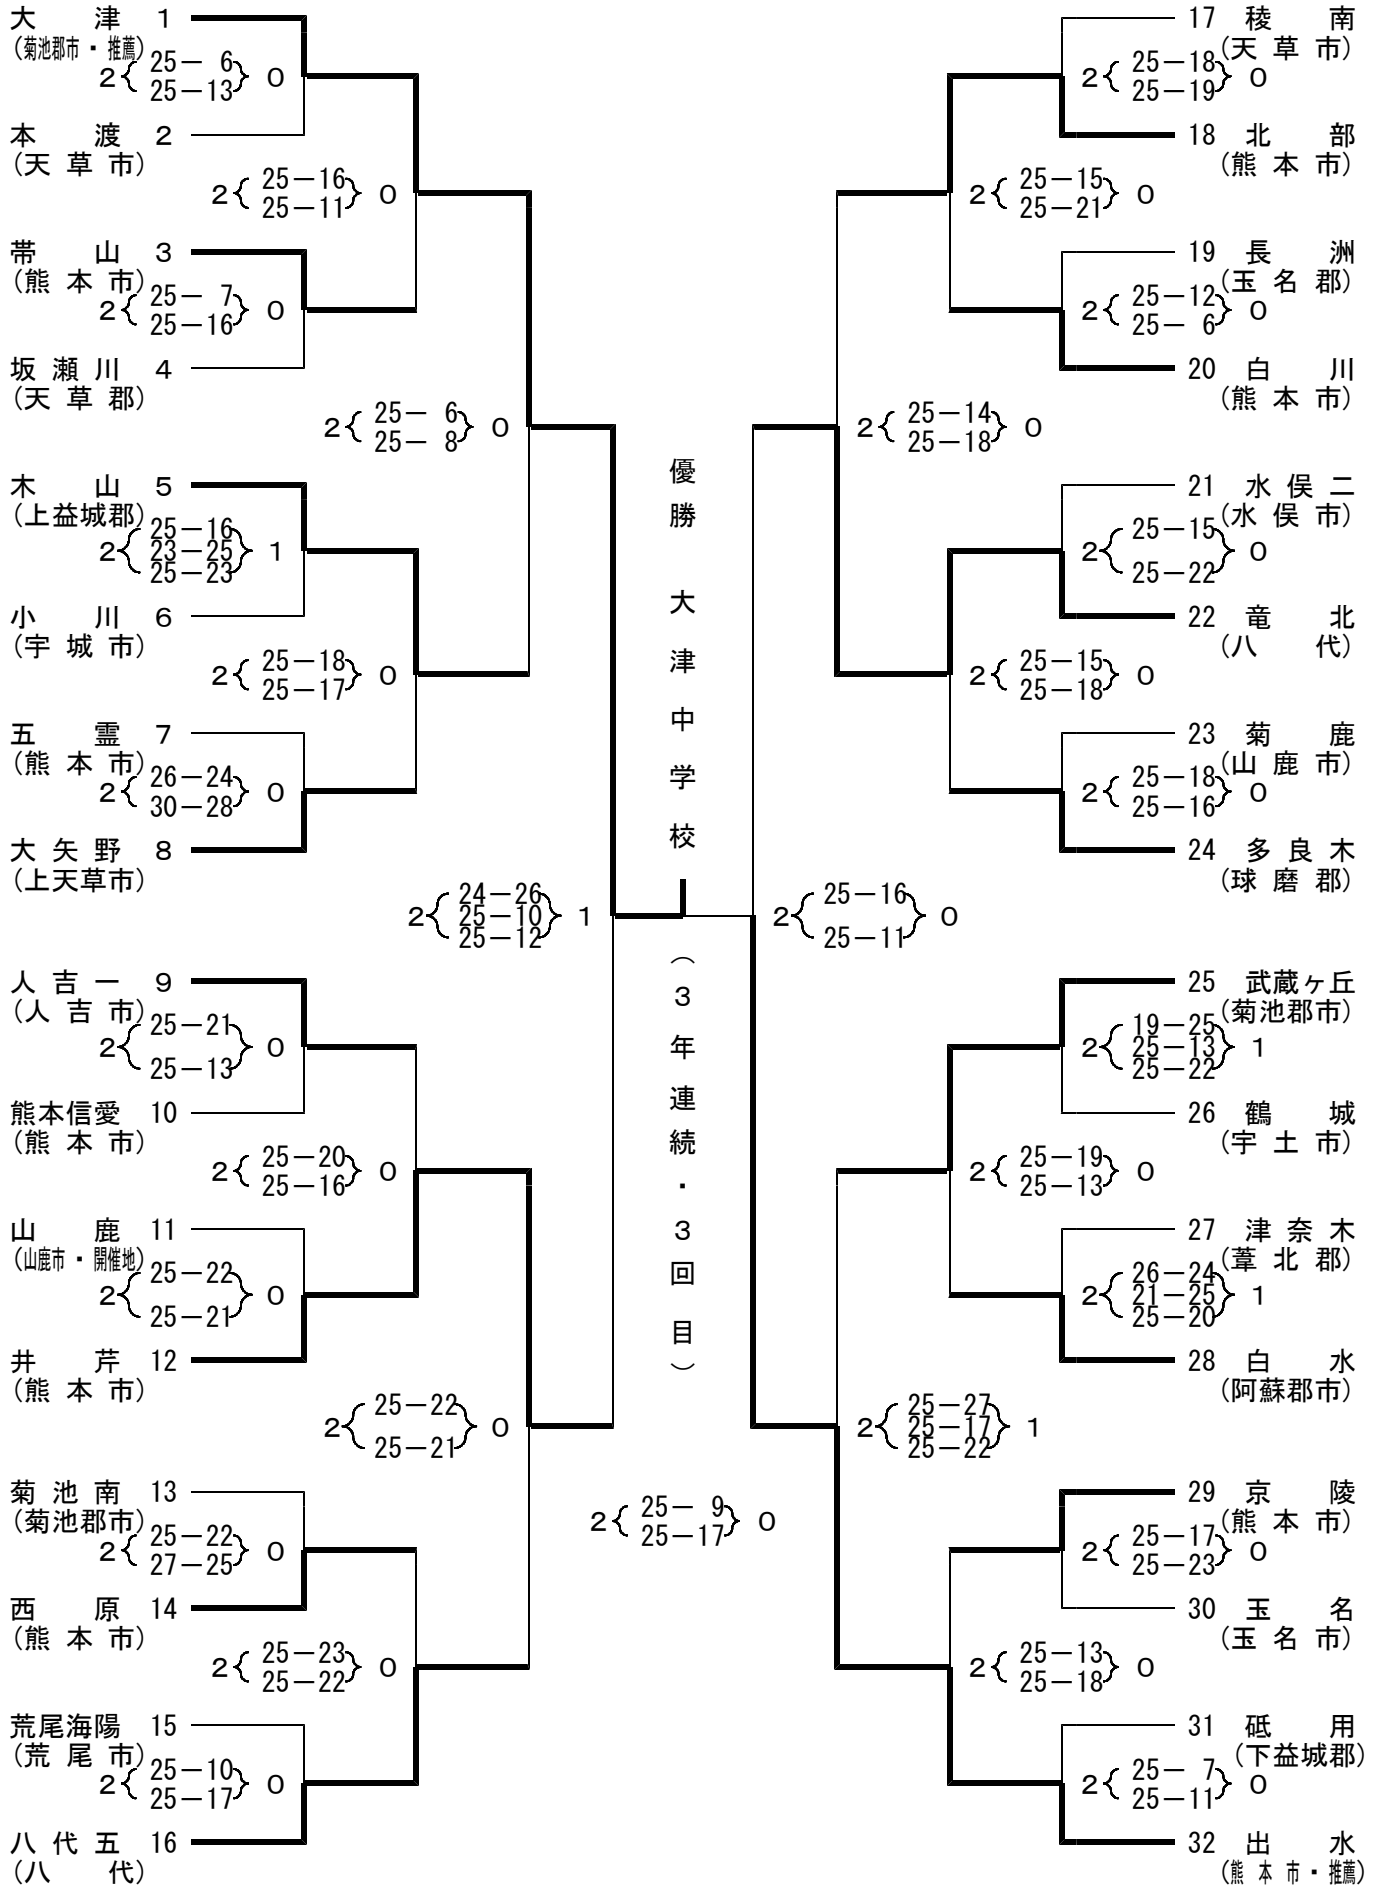 大津 1
(菊池郡市・推薦)
2 25－ 6 0
25－13
本渡 2
(天草市)
2 25－16 0
25－11
帯山 3
(熊本市)
2 25－ 7 0
25－16
坂瀬川 4
(天草郡)
2 25－ 6 0
25－ 8
木山 5
(上益城郡)
25－16
2 23－25 1
25－23
小川 6
(宇城市)
2 25－18 0
25－17
五霊 7
(熊本市)
2 26－24 0
30－28
大矢野 8
(上天草市)
24－26
2 25－10 1
25－12
人吉一 9
(人吉市)
2 25－21 0
25－13
熊本信愛 10
(熊本市)
2 25－20 0
25－16
山鹿 11
(山鹿市・開催地)
2 25－22 0
25－21
井芹 12
(熊本市)
2 25－22 0
25－21
菊池南 13
(菊池郡市)
2 25－22 0
27－25
西原 14
(熊本市)
2 25－23 0
25－22
荒尾海陽 15
(荒尾市)
2 25－10 0
25－17
八代五 16
(八代)
優勝 大津中学校
(3年連続・3回目)
2 25－ 9 0
25－17
17 稜南
(天草市)
2 25－18 0
25－19
18 北部
(熊本市)
2 25－15 0
25－21
19 長洲
(玉名郡)
2 25－12 0
25－ 6
20 白川
(熊本市)
2 25－14 0
25－18
21 水俣二
(水俣市)
2 25－15 0
25－22
22 竜北
(八代)
2 25－15 0
25－18
23 菊鹿
(山鹿市)
2 25－18 0
25－16
24 多良木
(球磨郡)
2 25－16 0
25－11
25 武蔵ヶ丘
(菊池郡市)
19－25
2 25－13 1
25－22
26 鶴城
(宇土市)
2 25－19 0
25－13
27 津奈木
(葦北郡)
26－24
2 21－25 1
25－20
28 白水
(阿蘇郡市)
25－27
2 25－17 1
25－22
29 京陵
(熊本市)
2 25－17 0
25－23
30 玉名
(玉名市)
2 25－13 0
25－18
31 砥用
(下益城郡)
2 25－ 7 0
25－11
32 出水
(熊本市・推薦)